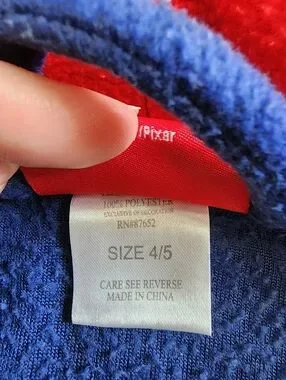 /Pixar
100% POLYESTER
EXCLUSIVE OF DECORATION
RN#87652
SIZE 4/5
CARE SEE REVERSE
MADE IN CHINA